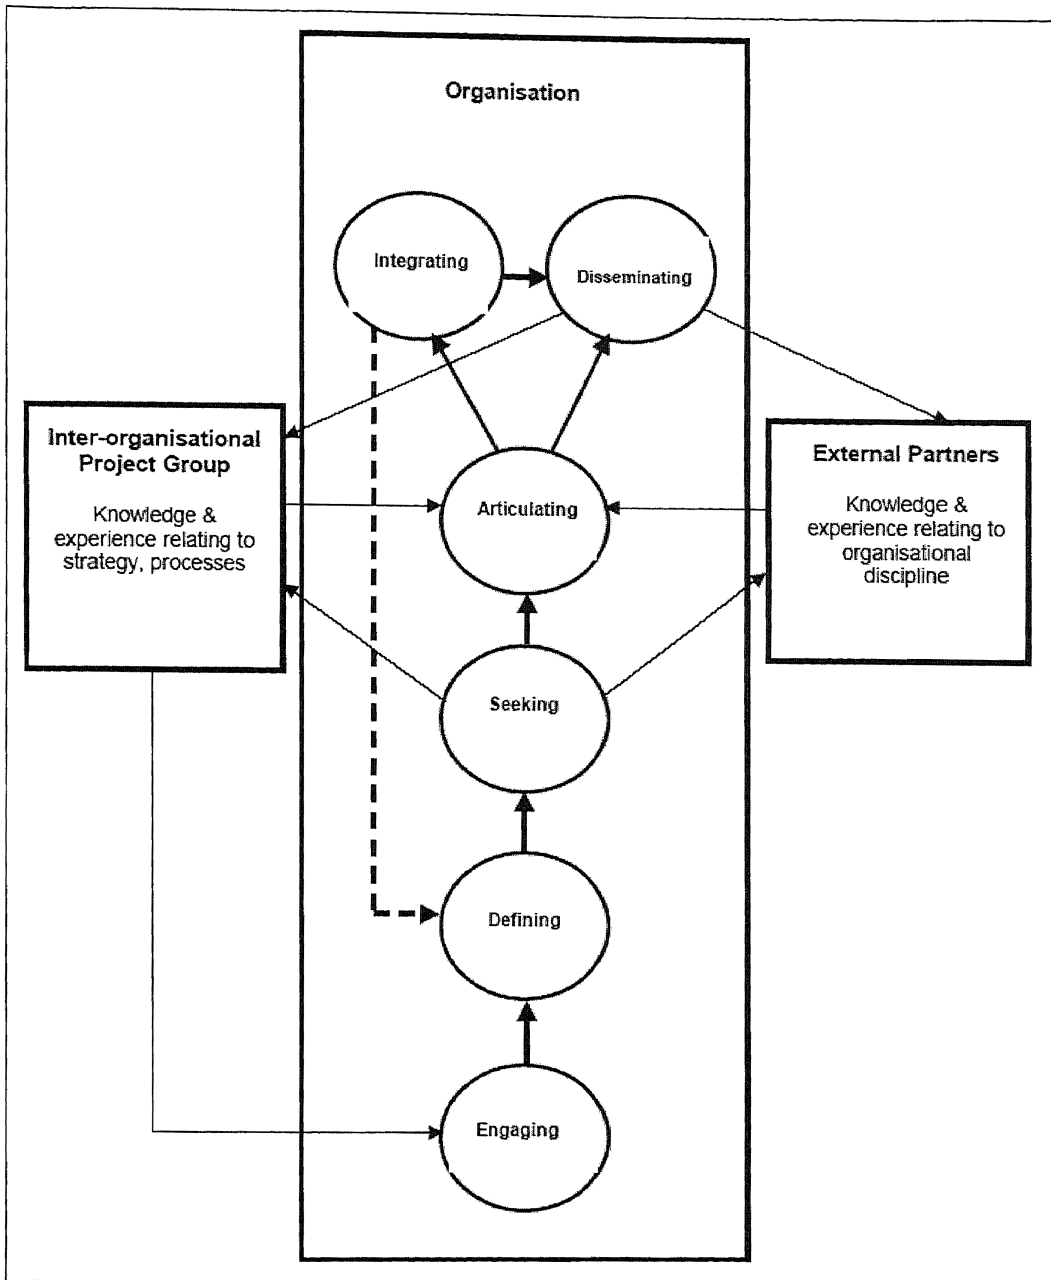 Organisation
Integrating
Disseminating
Inter-organisational
Project Group
Knowledge &
experience relating to
strategy, processes
External Partners
Knowledge &
experience relating to
organisational
discipline
Articulating
Seeking
Defining
Engaging